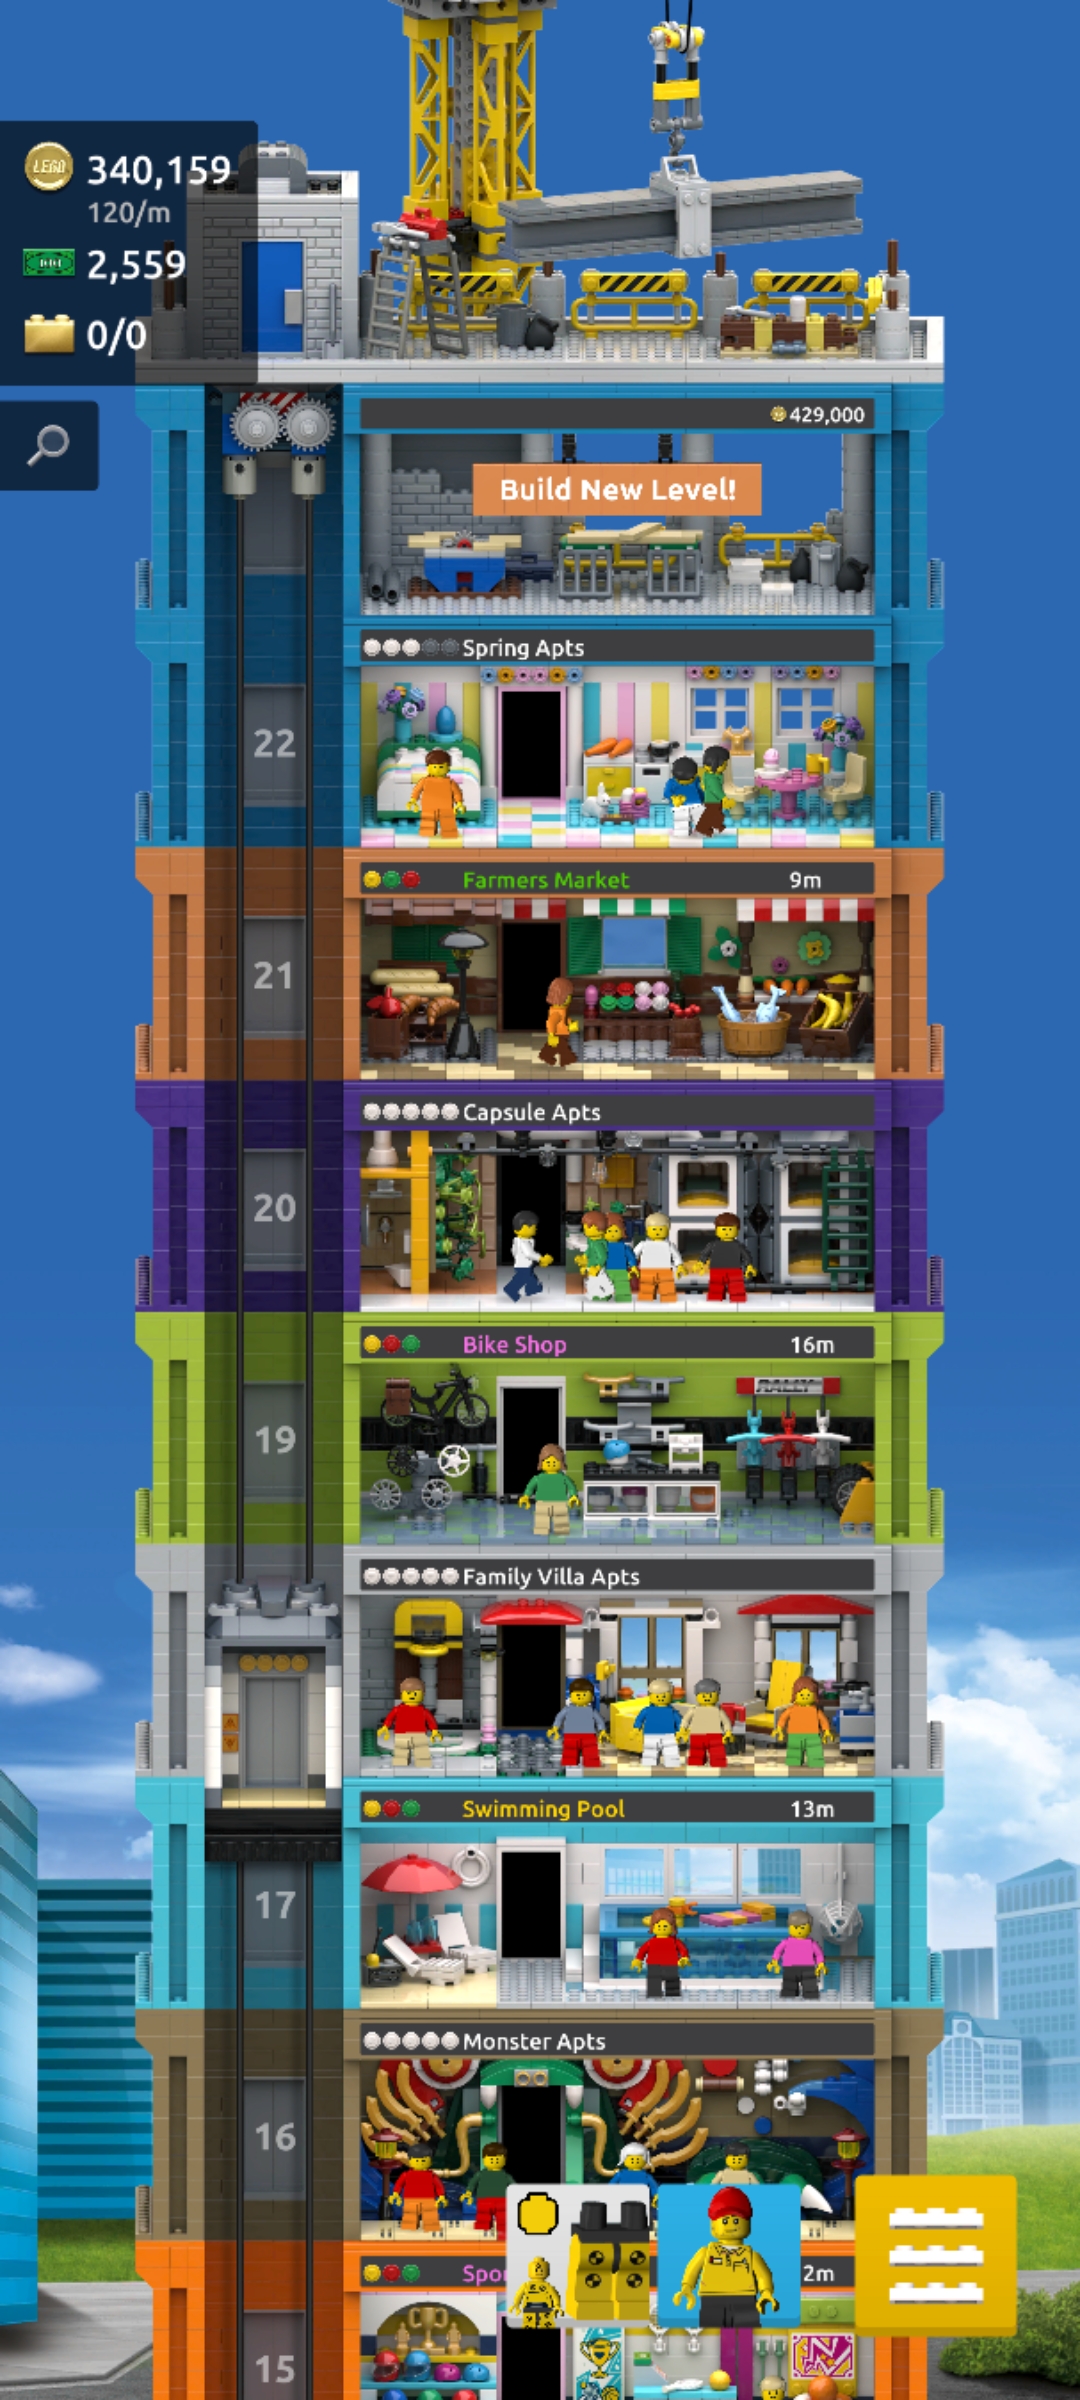 LEGO
340,159
120/m
2,559
0/0
429,000
Build New Level!
Spring Apts
22
Farmers Market 9m
21
Capsule Apts
20
Bike Shop 16m
RALLY
19
Family Villa Apts
Swimming Pool 13m
17
Monster Apts
16
Spo 2m
N
15